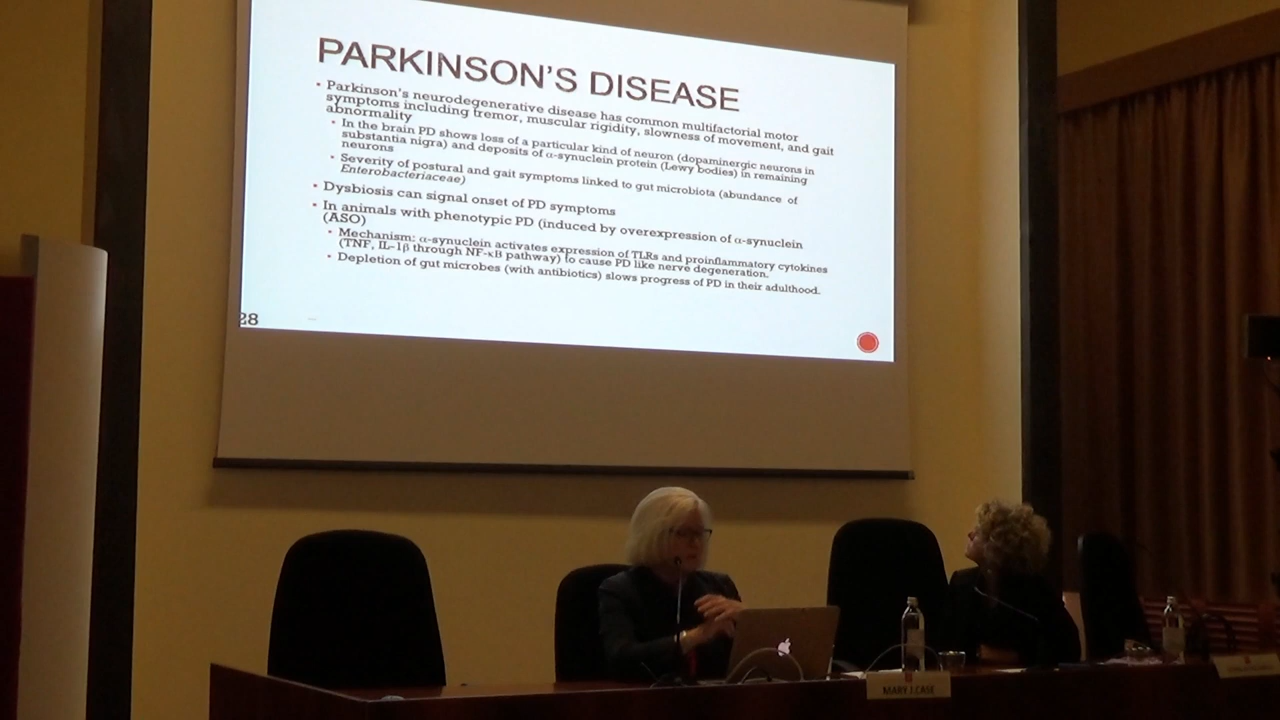 PARKINSON'S DISEASE
▪ Parkinson's neurodegenerative disease has common multifactorial motor
symptoms including tremor, muscular rigidity, slowness of movement, and gait
abnormality
▪ In the brain PD shows loss of a particular kind of neuron (dopaminergic neurons in
substantia nigra) and deposits of α-synuclein protein (Lewy bodies) in remaining
neurons
▪ Severity of postural and gait symptoms linked to gut microbiota (abundance of
Enterobacteriaceae)
▪ Dysbiosis can signal onset of PD symptoms
▪ In animals with phenotypic PD (induced by overexpression of α-synuclein
(ASO)
▪ Mechanism: α-synuclein activates expression of TLRs and proinflammatory cytokines
(TNF, IL-1β through NF-κB pathway) to cause PD like nerve degeneration.
▪ Depletion of gut microbes (with antibiotics) slows progress of PD in their adulthood.
28
MARY J.CASE